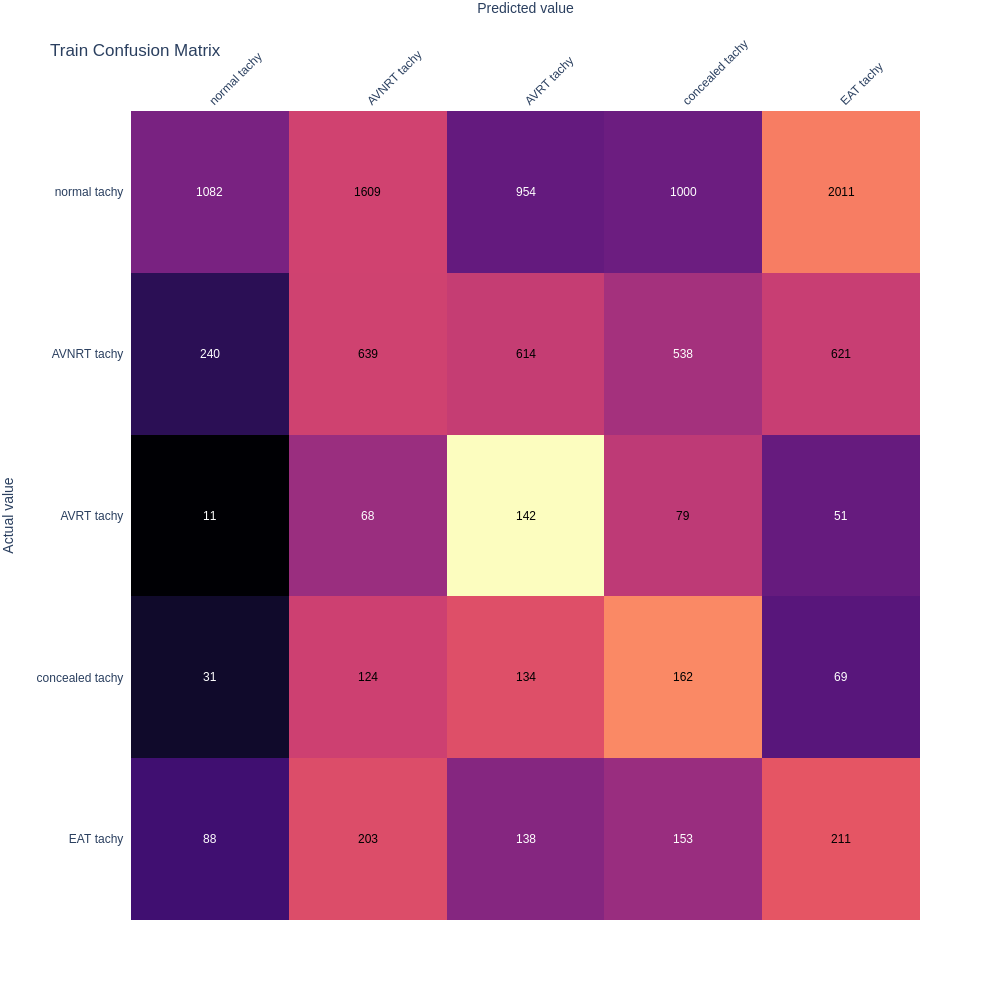 Predicted value
Train Confusion Matrix
normal tachy AVNRT tachy AVRT tachy concealed tachy EAT tachy
normal tachy 1082 1609 954 1000 2011
AVNRT tachy 240 639 614 538 621
Actual value
AVRT tachy 11 68 142 79 51
concealed tachy 31 124 134 162 69
EAT tachy 88 203 138 153 211